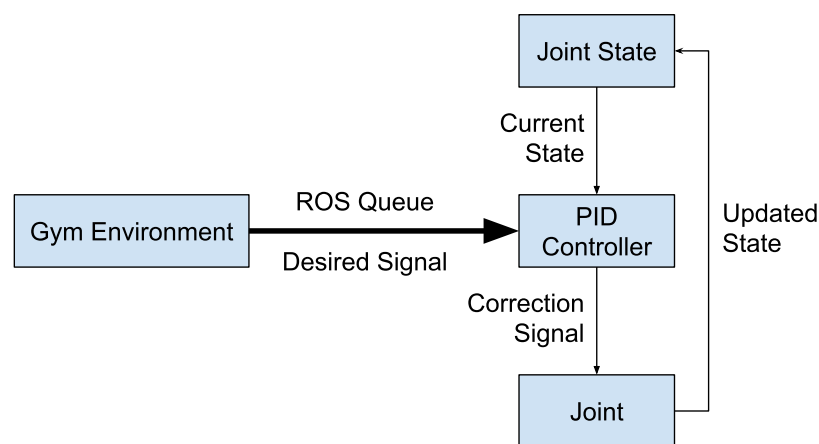 Joint State
Current
State
ROS Queue
Gym Environment
PID
Controller
Updated
State
Desired Signal
Correction
Signal
Joint